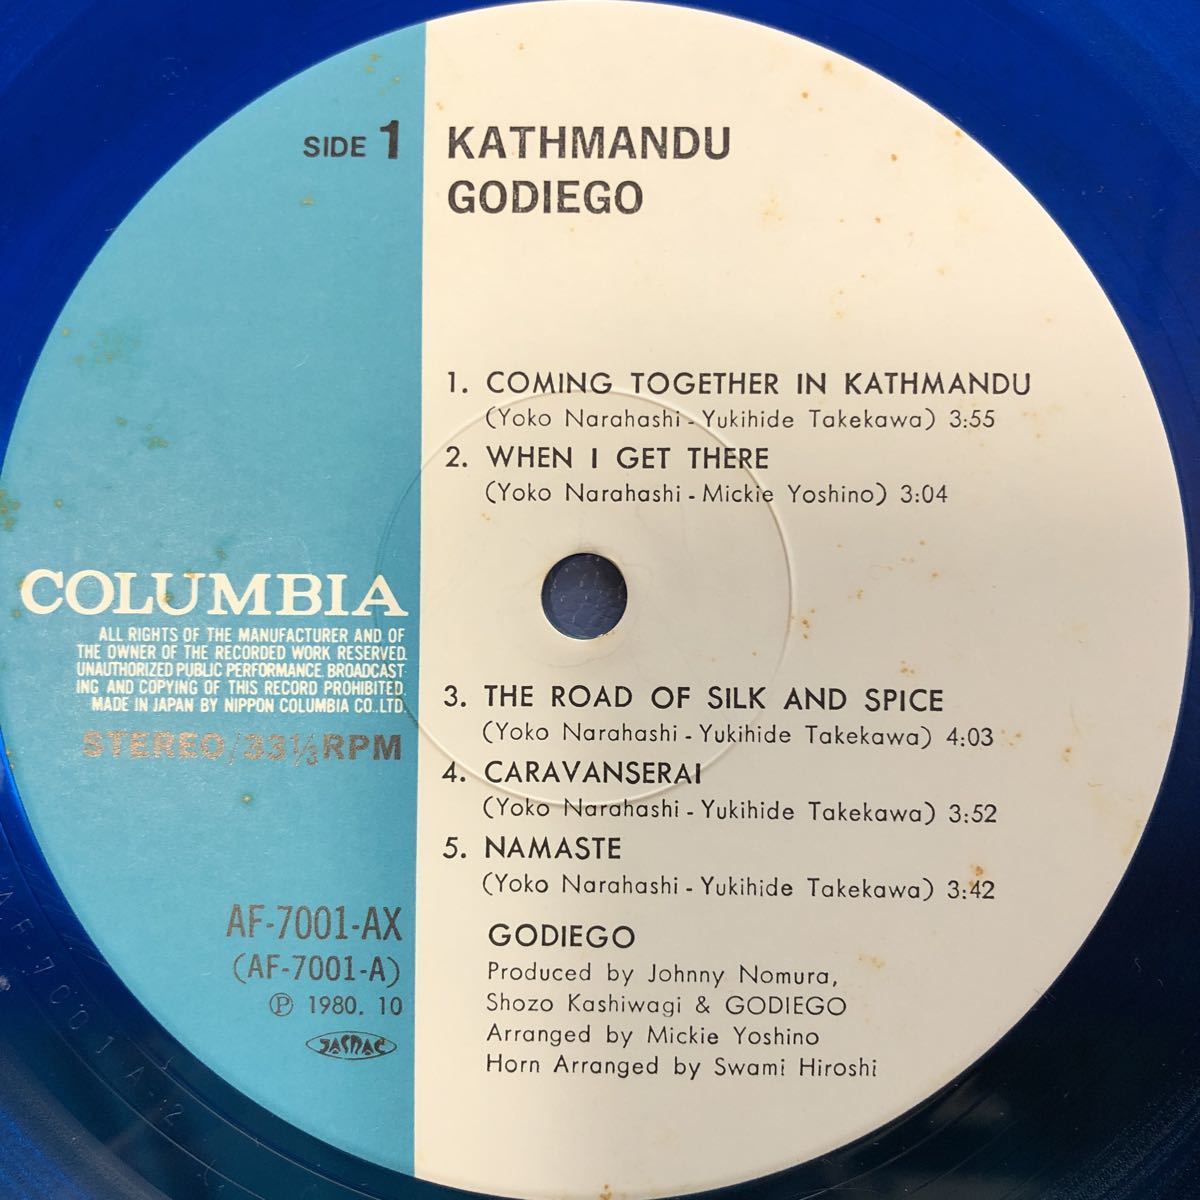 SIDE 1
KATHMANDU
GODIEGO
1. COMING TOGETHER IN KATHMANDU
(Yoko Narahashi - Yukihide Takekawa) 3:55
2. WHEN I GET THERE
(Yoko Narahashi - Mickie Yoshino) 3:04
COLUMBIA
ALL RIGHTS OF THE MANUFACTURER AND OF
THE OWNER OF THE RECORDED WORK RESERVED.
UNAUTHORIZED PUBLIC PERFORMANCE. BROADCAST-
ING AND COPYING OF THIS RECORD PROHIBITED.
MADE IN JAPAN BY NIPPON COLUMBIA CO.,LTD.
STEREO/33⅓RPM
3. THE ROAD OF SILK AND SPICE
(Yoko Narahashi - Yukihide Takekawa) 4:03
4. CARAVANSERAI
(Yoko Narahashi - Yukihide Takekawa) 3:52
5. NAMASTE
(Yoko Narahashi - Yukihide Takekawa) 3:42
AF-7001-AX
(AF-7001-A)
Ⓟ 1980. 10
JASRAC
GODIEGO
Produced by Johnny Nomura,
Shozo Kashiwagi & GODIEGO
Arranged by Mickie Yoshino
Horn Arranged by Swami Hiroshi
AF-7001A-12